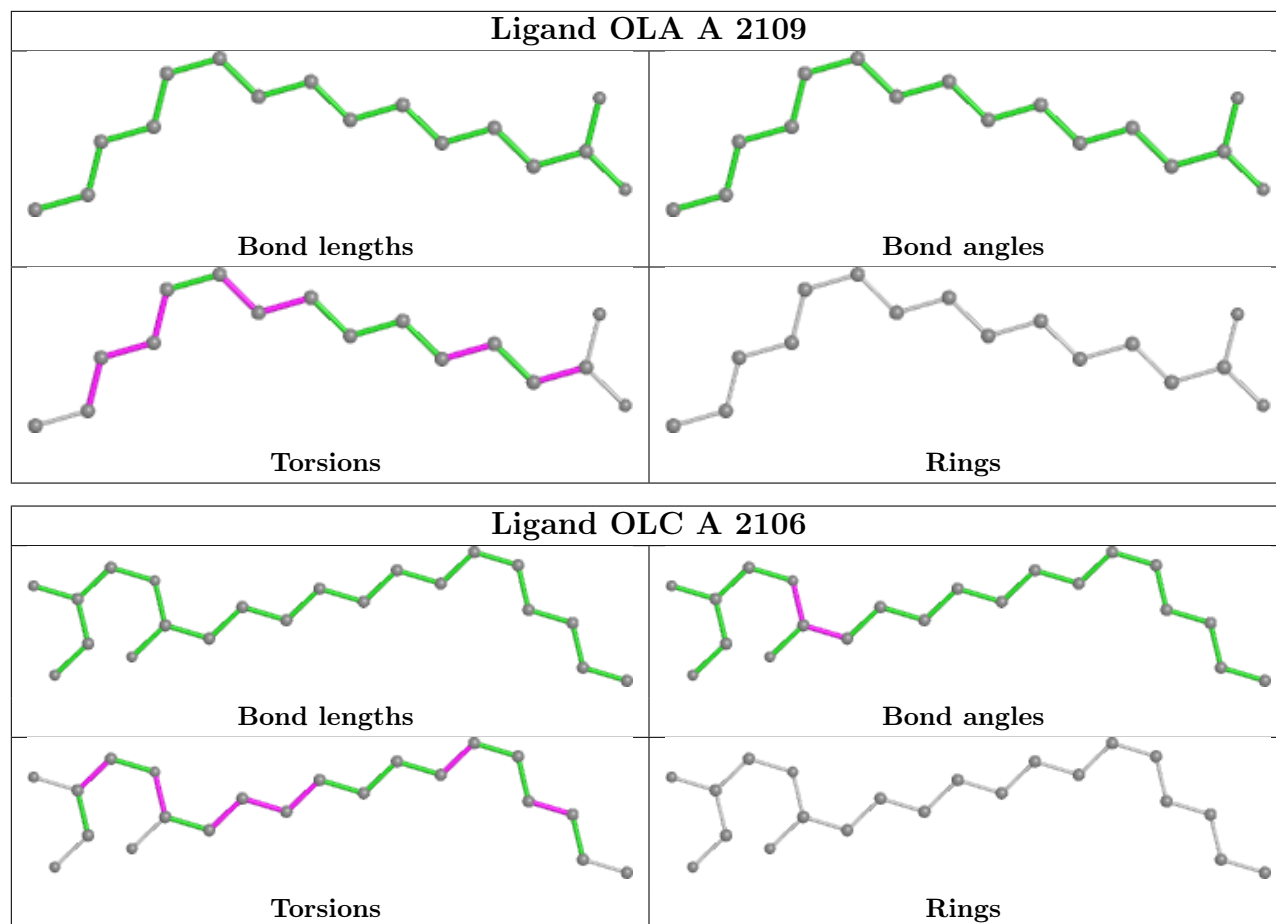 Ligand OLA A 2109
Bond lengths
Bond angles
Torsions
Rings
Ligand OLC A 2106
Bond lengths
Bond angles
Torsions
Rings